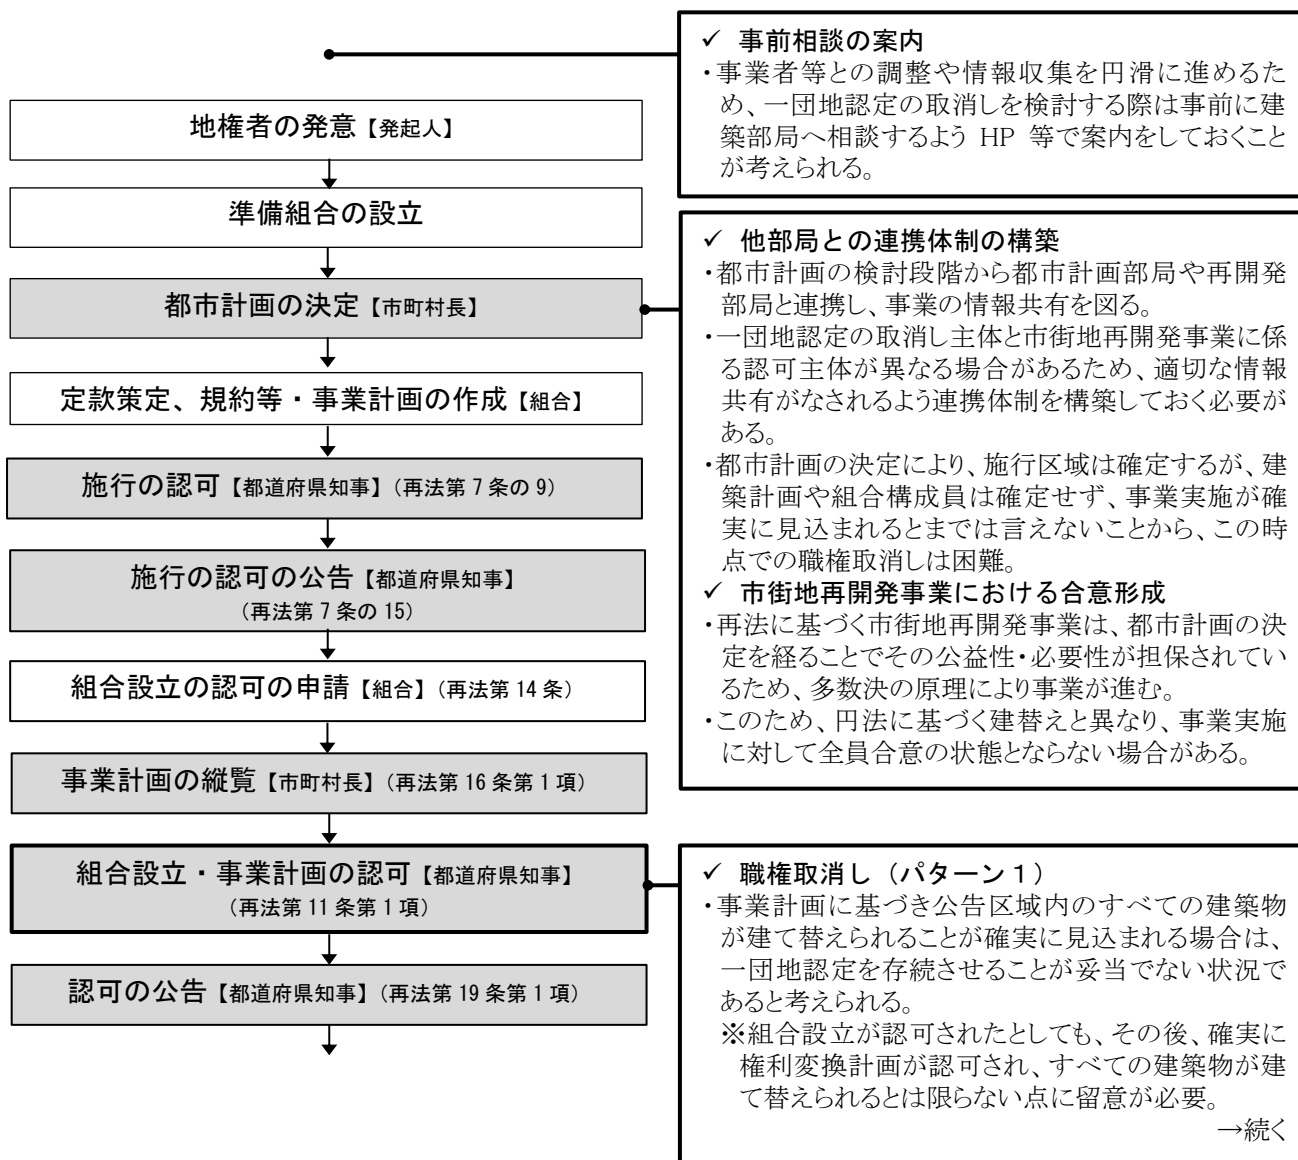 地権者の発意【発起人】
準備組合の設立
都市計画の決定【市町村長】
定款策定、規約等・事業計画の作成【組合】
施行の認可【都道府県知事】(再法第7条の9)
施行の認可の公告【都道府県知事】
(再法第7条の15)
組合設立の認可の申請【組合】(再法第14条)
事業計画の縦覧【市町村長】(再法第16条第1項)
組合設立・事業計画の認可【都道府県知事】
(再法第11条第1項)
認可の公告【都道府県知事】(再法第19条第1項)
✓ 事前相談の案内
・事業者等との調整や情報収集を円滑に進めるた
め、一団地認定の取消しを検討する際は事前に建
築部局へ相談するよう HP 等で案内をしておくこと
が考えられる。
✓ 他部局との連携体制の構築
・都市計画の検討段階から都市計画部局や再開発
部局と連携し、事業の情報共有を図る。
・一団地認定の取消し主体と市街地再開発事業に係
る認可主体が異なる場合があるため、適切な情報
共有がなされるよう連携体制を構築しておく必要が
ある。
・都市計画の決定により、施行区域は確定するが、建
築計画や組合構成員は確定せず、事業実施が確
実に見込まれるとまでは言えないことから、この時
点での職権取消しは困難。
✓ 市街地再開発事業における合意形成
・再法に基づく市街地再開発事業は、都市計画の決
定を経ることでその公益性・必要性が担保されてい
るため、多数決の原理により事業が進む。
・このため、円法に基づく建替えと異なり、事業実施
に対して全員合意の状態とならない場合がある。
✓ 職権取消し(パターン1)
・事業計画に基づき公告区域内のすべての建築物
が建て替えられることが確実に見込まれる場合は、
一団地認定を存続させることが妥当でない状況で
あると考えられる。
※組合設立が認可されたとしても、その後、確実に
権利変換計画が認可され、すべての建築物が建
て替えられるとは限らない点に留意が必要。
→続く